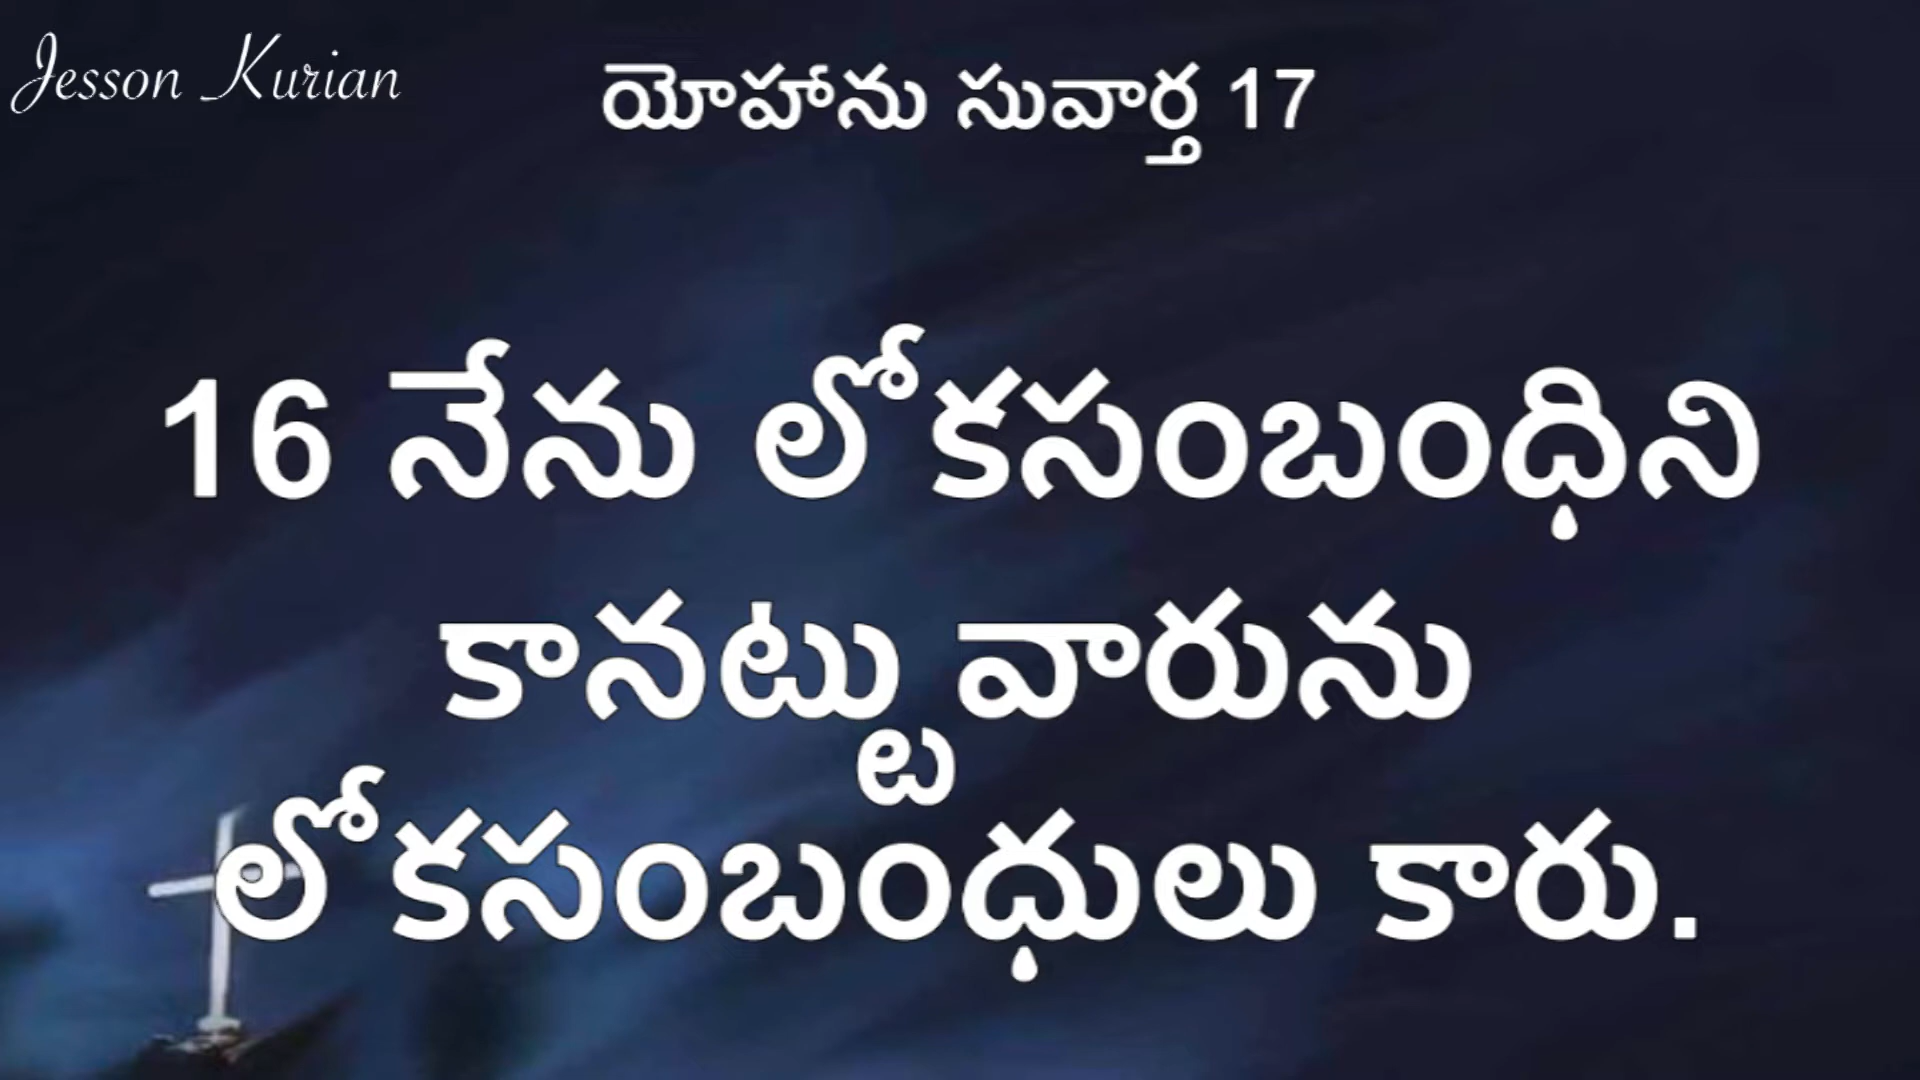 Jesson Kurian
యోహాను సువార్త 17
16 నేను లోకసంబంధిని
కానట్టు వారును
లోకసంబంధులు కారు.